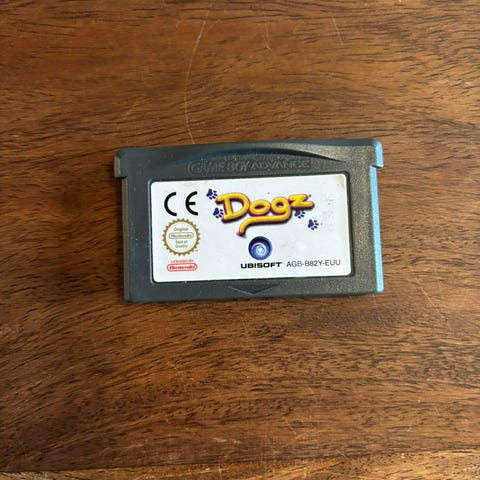 GAME BOY ADVANCE
CE
Dogz
Original
Nintendo
Seal of
Quality
LICENSED BY
Nintendo
UBISOFT AGB-B82Y-EUU